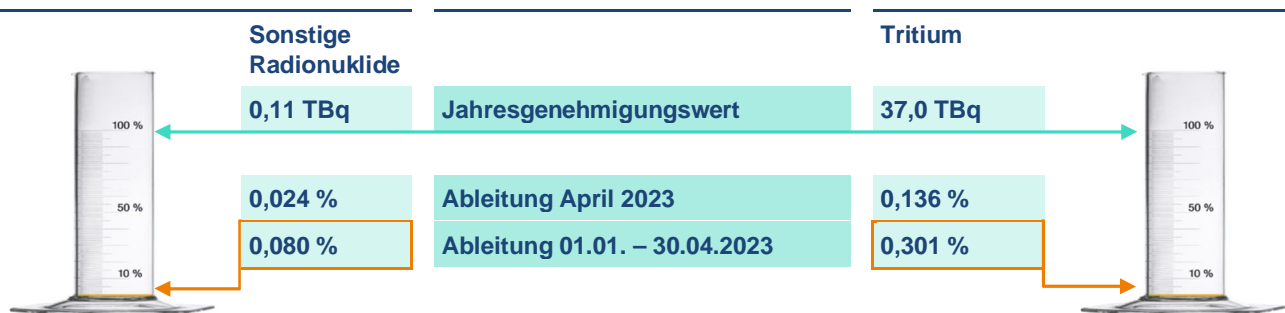 Sonstige
Radionuklide
Tritium
0,11 TBq
Jahresgenehmigungswert
37,0 TBq
100 %
100 %
0,024 %
Ableitung April 2023
0,136 %
50 %
50 %
0,080 %
Ableitung 01.01. – 30.04.2023
0,301 %
10 %
10 %